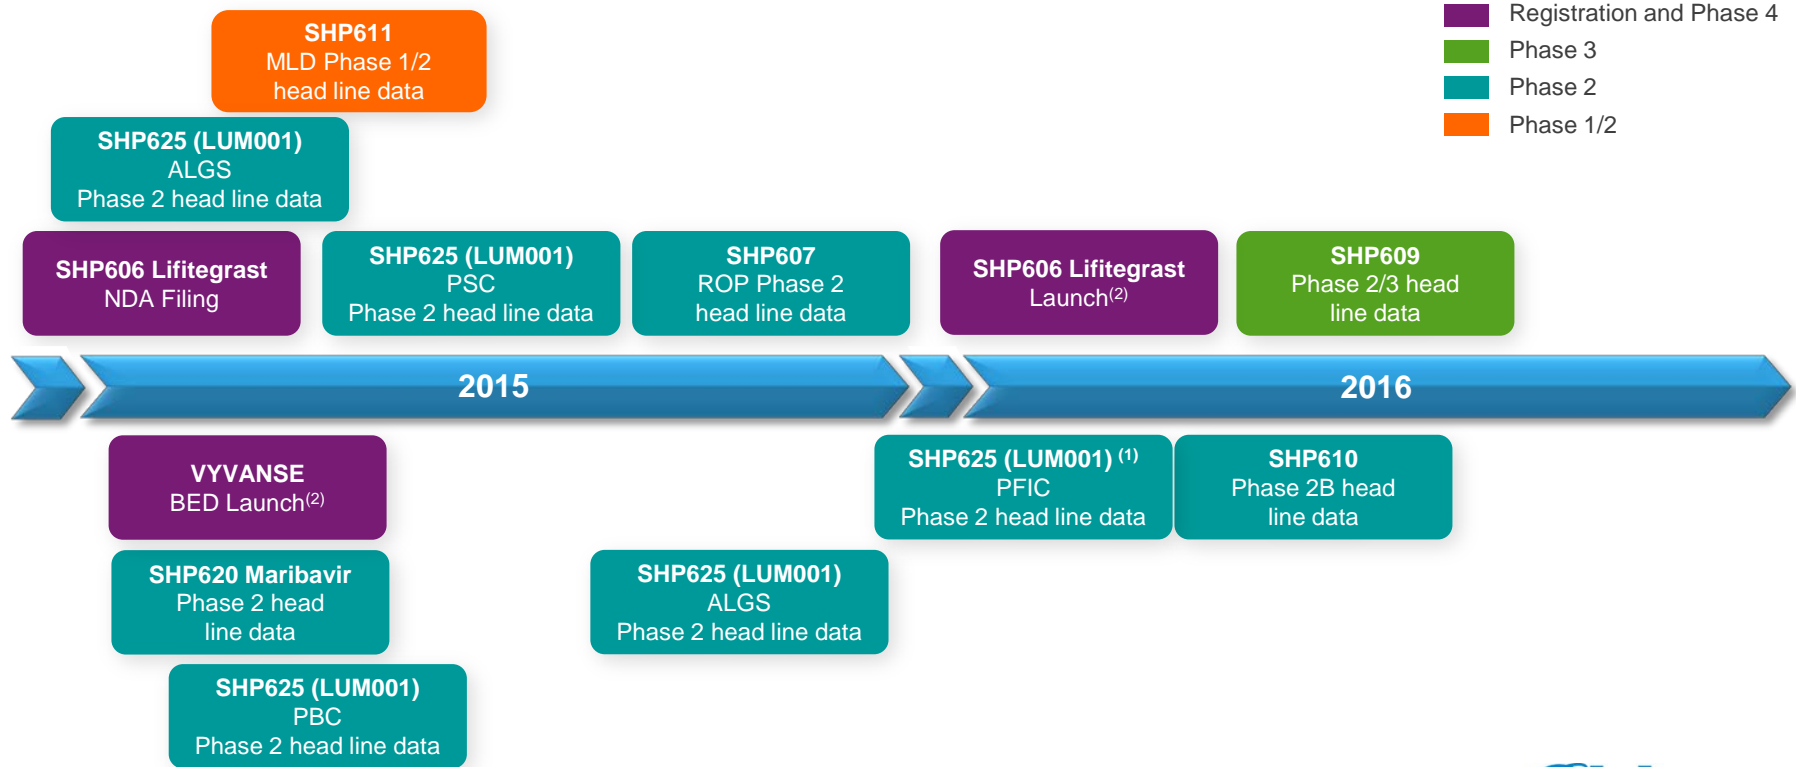 Registration and Phase 4
Phase 3
Phase 2
Phase 1/2
SHP611
MLD Phase 1/2
head line data
SHP625 (LUM001)
ALGS
Phase 2 head line data
SHP606 Lifitegrast
NDA Filing
SHP625 (LUM001)
PSC
Phase 2 head line data
SHP607
ROP Phase 2
head line data
SHP606 Lifitegrast
Launch(2)
SHP609
Phase 2/3 head
line data
2015
2016
VYVANSE
BED Launch(2)
SHP625 (LUM001) (1)
PFIC
Phase 2 head line data
SHP610
Phase 2B head
line data
SHP620 Maribavir
Phase 2 head
line data
SHP625 (LUM001)
ALGS
Phase 2 head line data
SHP625 (LUM001)
PBC
Phase 2 head line data